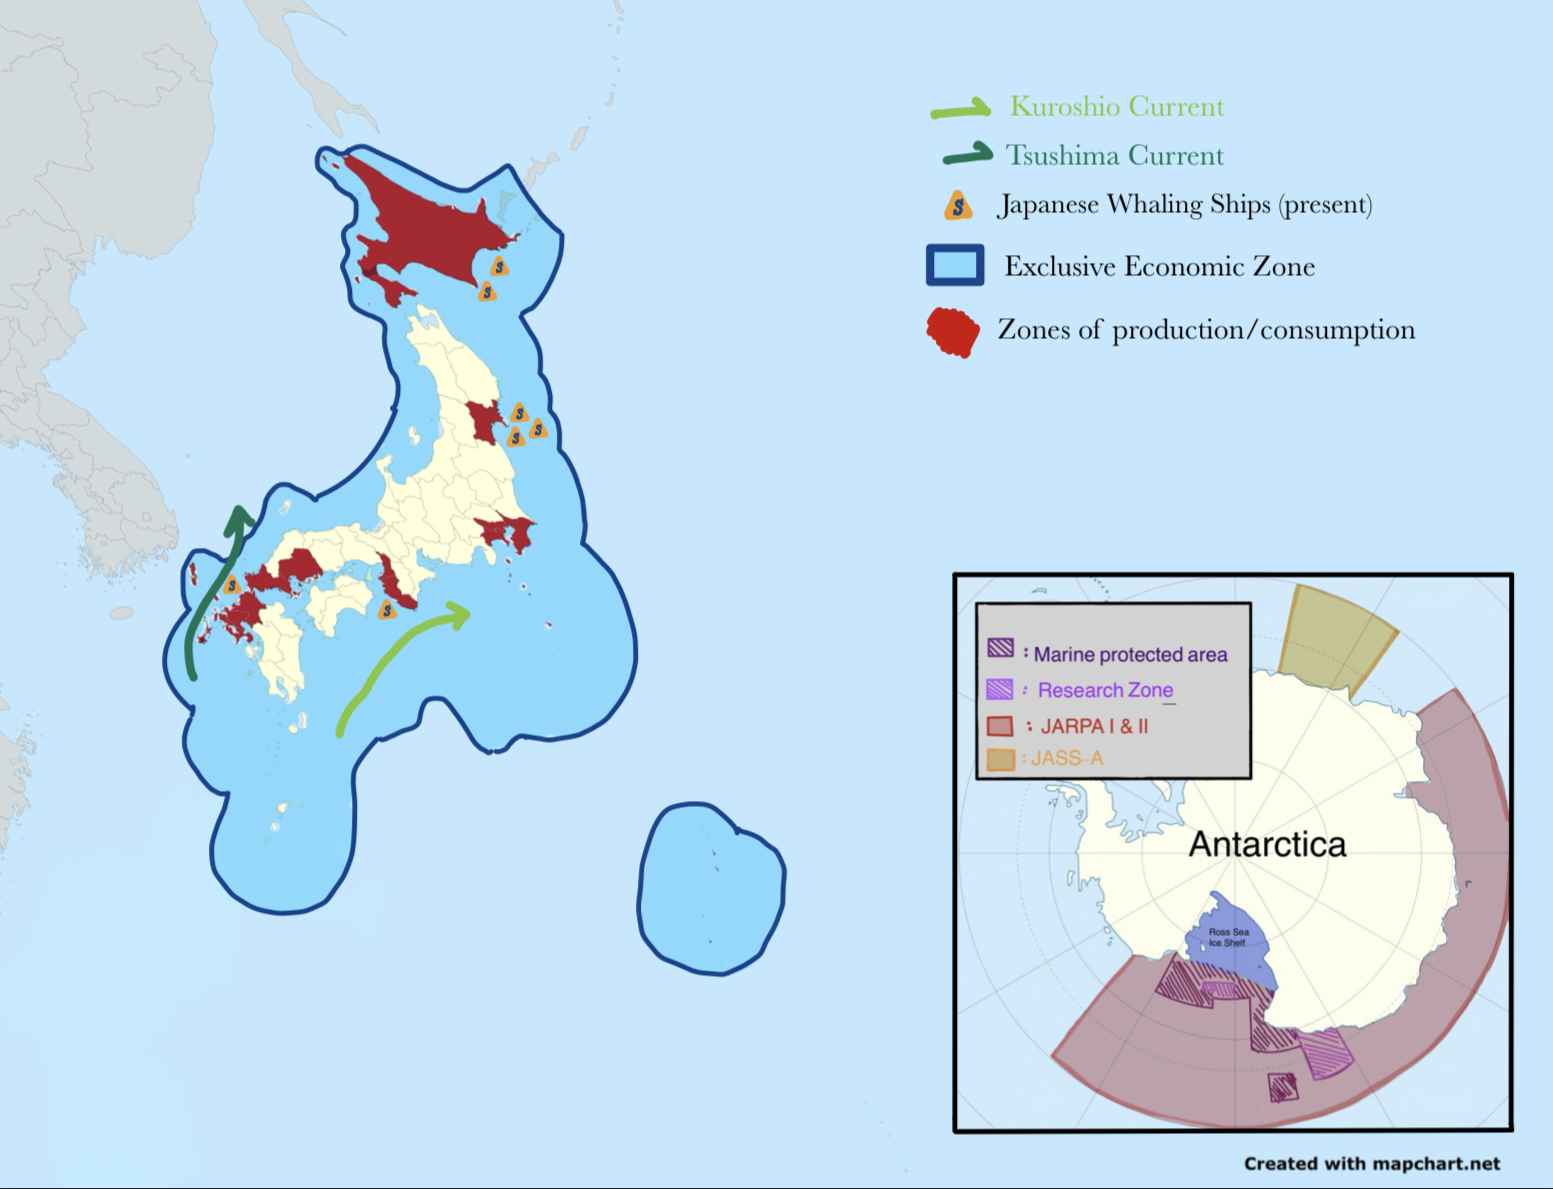 Kuroshio Current
Tsushima Current
S Japanese Whaling Ships (present)
Exclusive Economic Zone
Zones of production/consumption
S
S
S
S
S
S
S
: Marine protected area
: Research Zone
: JARPA I & II
: JASS-A
Antarctica
Ross Sea
Ice Shelf
Created with mapchart.net